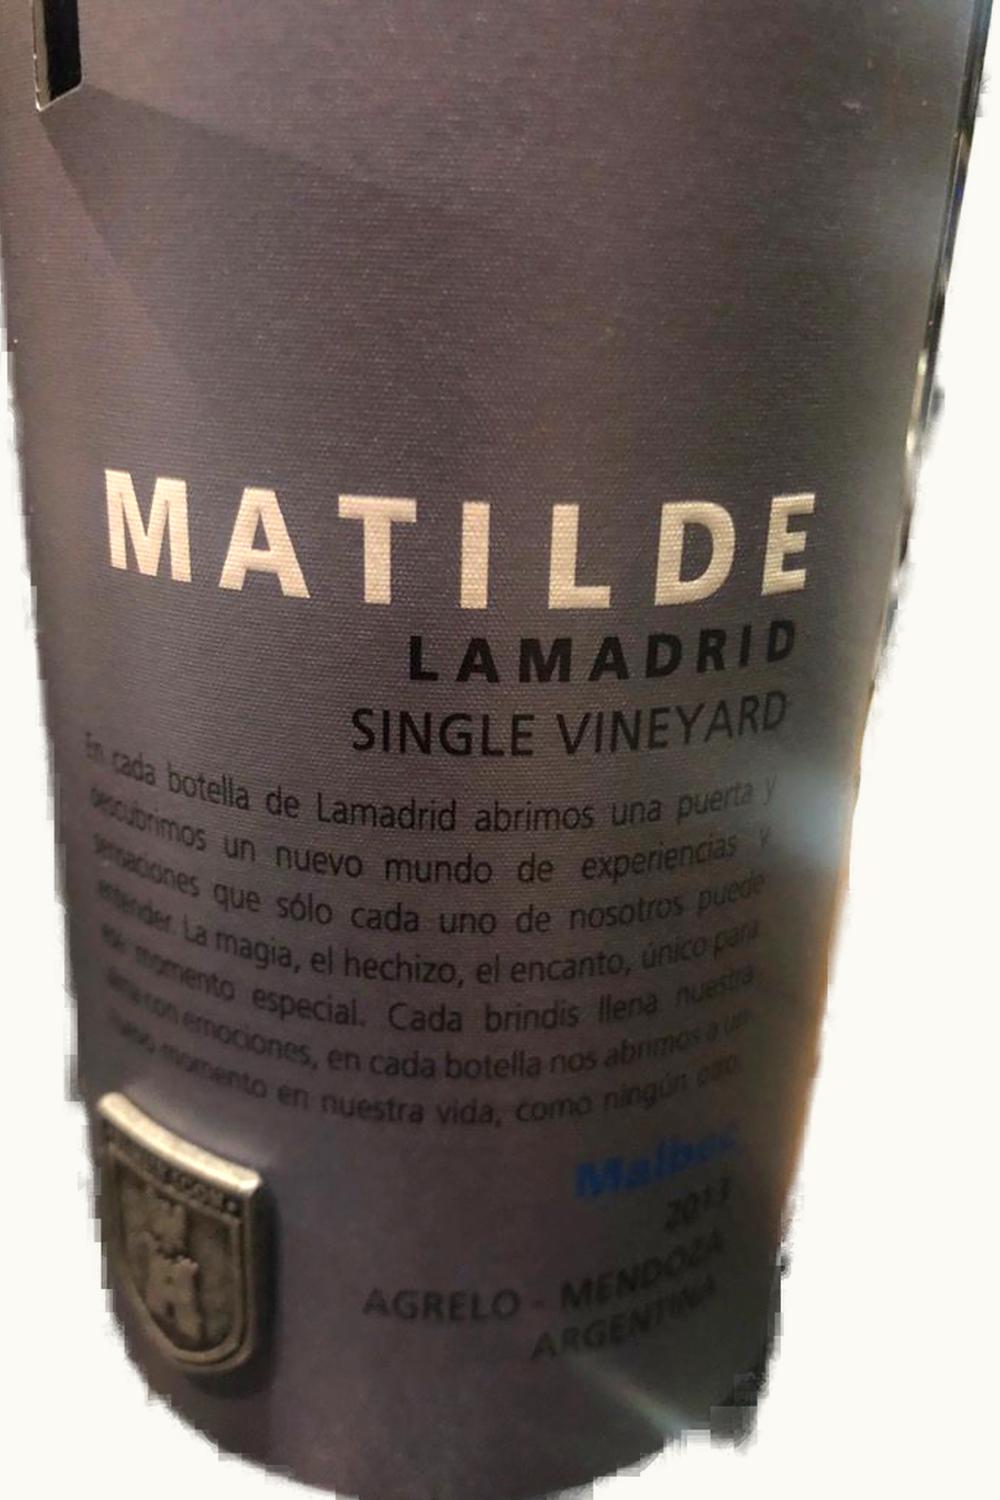 MATILDE
LAMADRID
SINGLE VINEYARD
En cada botella de Lamadrid abrimos una puerta y
descubrimos un nuevo mundo de experiencias y
sensaciones que sólo cada uno de nosotros puede
entender. La magia, el hechizo, el encanto, único para
ese momento especial. Cada brindis llena nuestra
con emociones, en cada botella nos abrimos a un
nuevo momento en nuestra vida, como ningún otro.
Malbec
AGRELO - MENDOZA
ARGENTINA